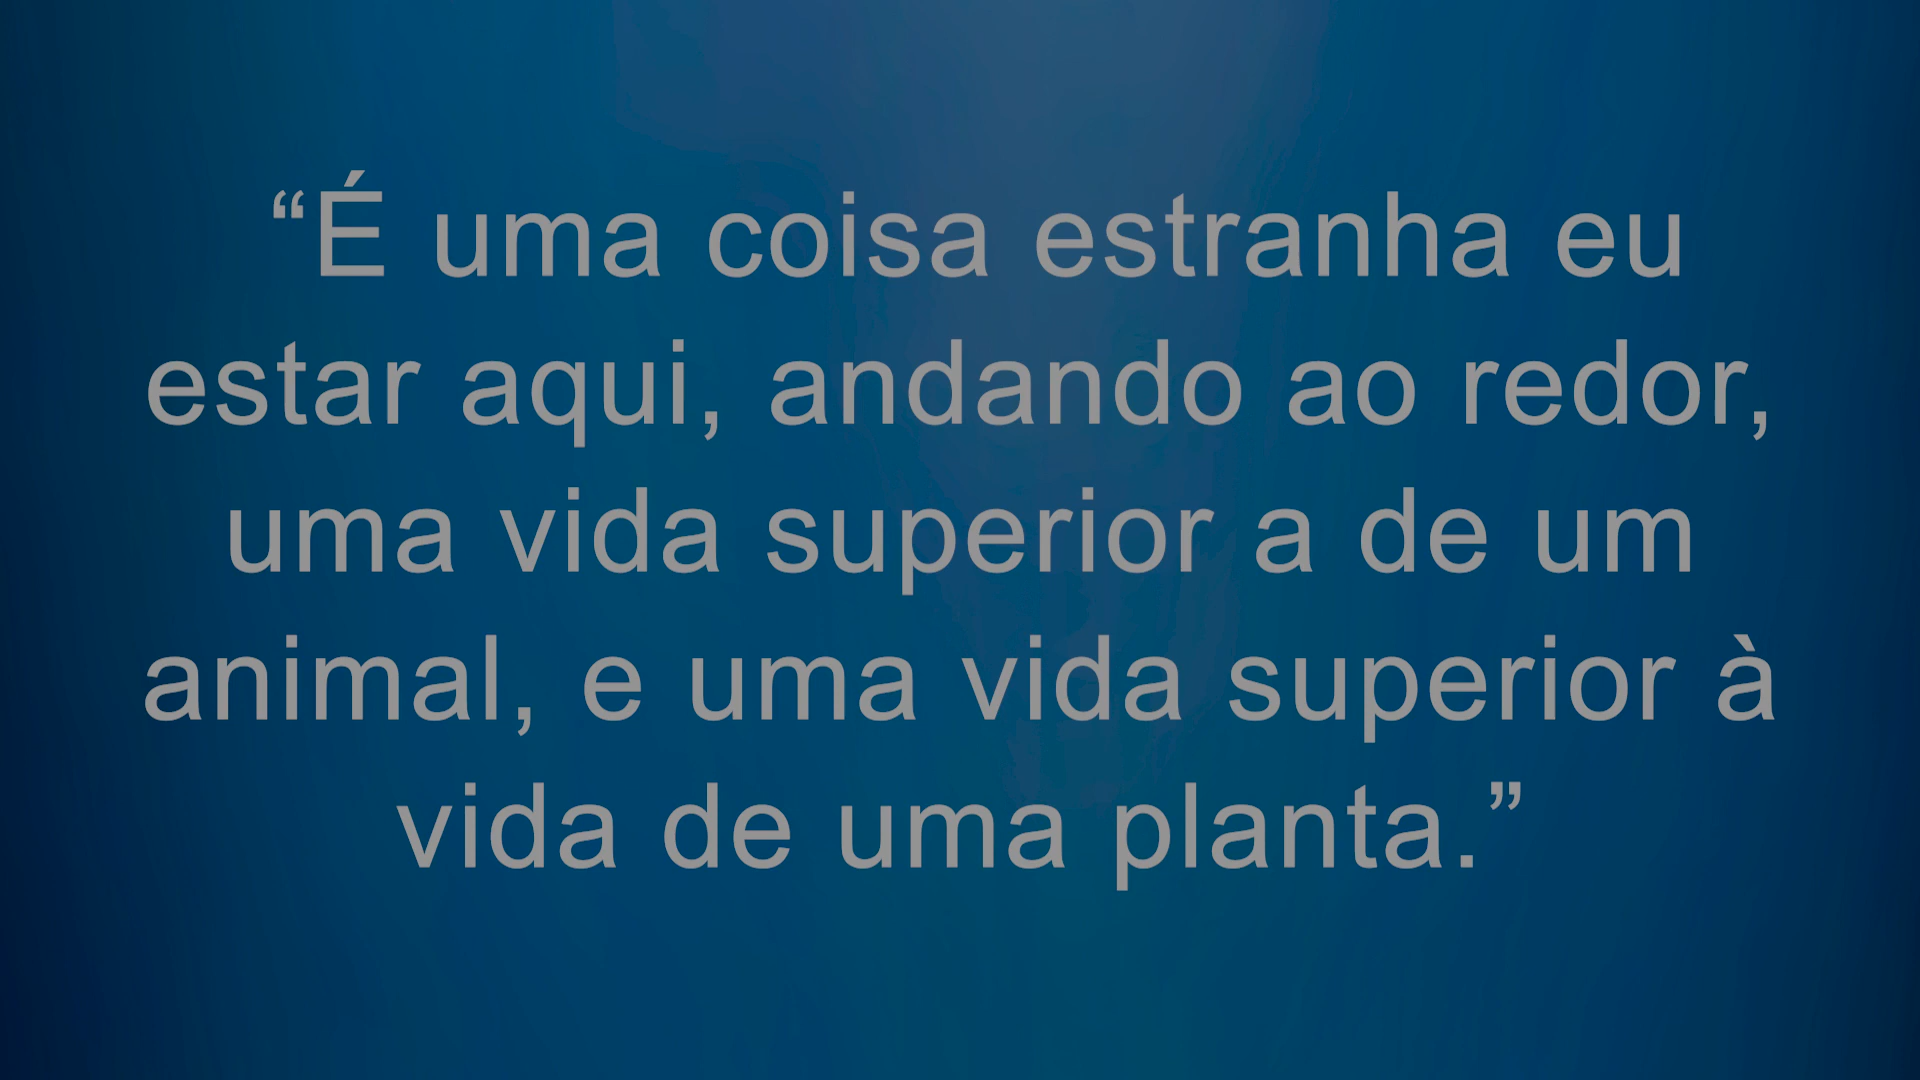 “É uma coisa estranha eu
estar aqui, andando ao redor,
uma vida superior a de um
animal, e uma vida superior à
vida de uma planta.”